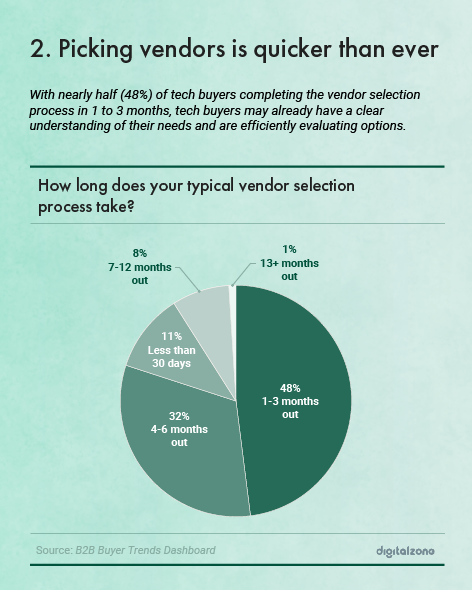 2. Picking vendors is quicker than ever
With nearly half (48%) of tech buyers completing the vendor selection
process in 1 to 3 months, tech buyers may already have a clear
understanding of their needs and are efficiently evaluating options.
How long does your typical vendor selection
process take?
8%
7-12 months
out
1%
13+ months
out
11%
Less than
30 days
48%
1-3 months
out
32%
4-6 months
out
Source: B2B Buyer Trends Dashboard
digitalzone